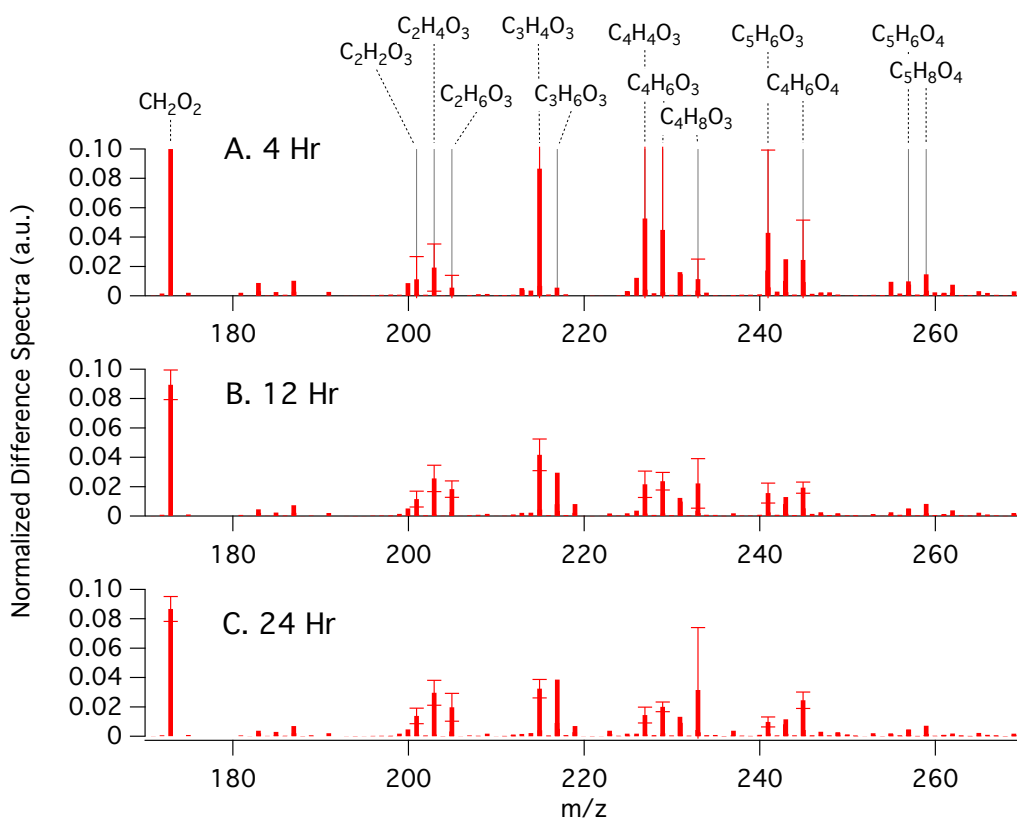 C₂H₄O₃ C₃H₄O₃ C₄H₄O₃ C₅H₆O₃ C₅H₆O₄
C₂H₂O₃
CH₂O₂ C₂H₆O₃ C₃H₆O₃ C₄H₆O₃ C₄H₆O₄ C₅H₈O₄
C₄H₈O₃
Normalized Difference Spectra (a.u.)
A. 4 Hr
0.10
0.08
0.06
0.04
0.02
0
180 200 220 240 260
B. 12 Hr
0.10
0.08
0.06
0.04
0.02
0
180 200 220 240 260
C. 24 Hr
0.10
0.08
0.06
0.04
0.02
0
180 200 220 240 260
m/z